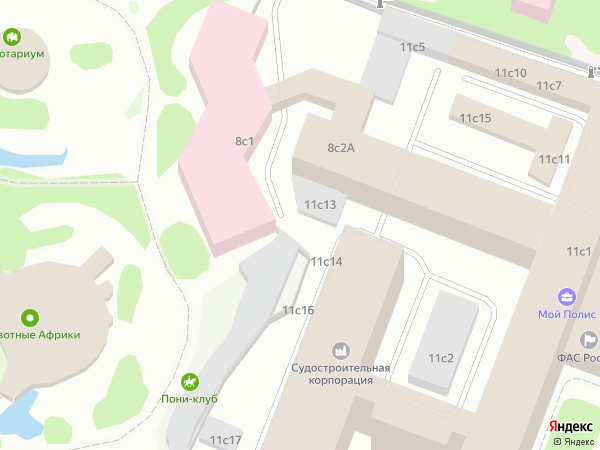 11с5
11с10
11с7
отариум
11с15
8с1
8с2А
11с11
11с13
11с1
11с14
11с16
Мой Полис
вотные Африки
11с2
ФАС Рос
Судостроительная
корпорация
Пони-клуб
11с17
Яндекс
© Яндекс